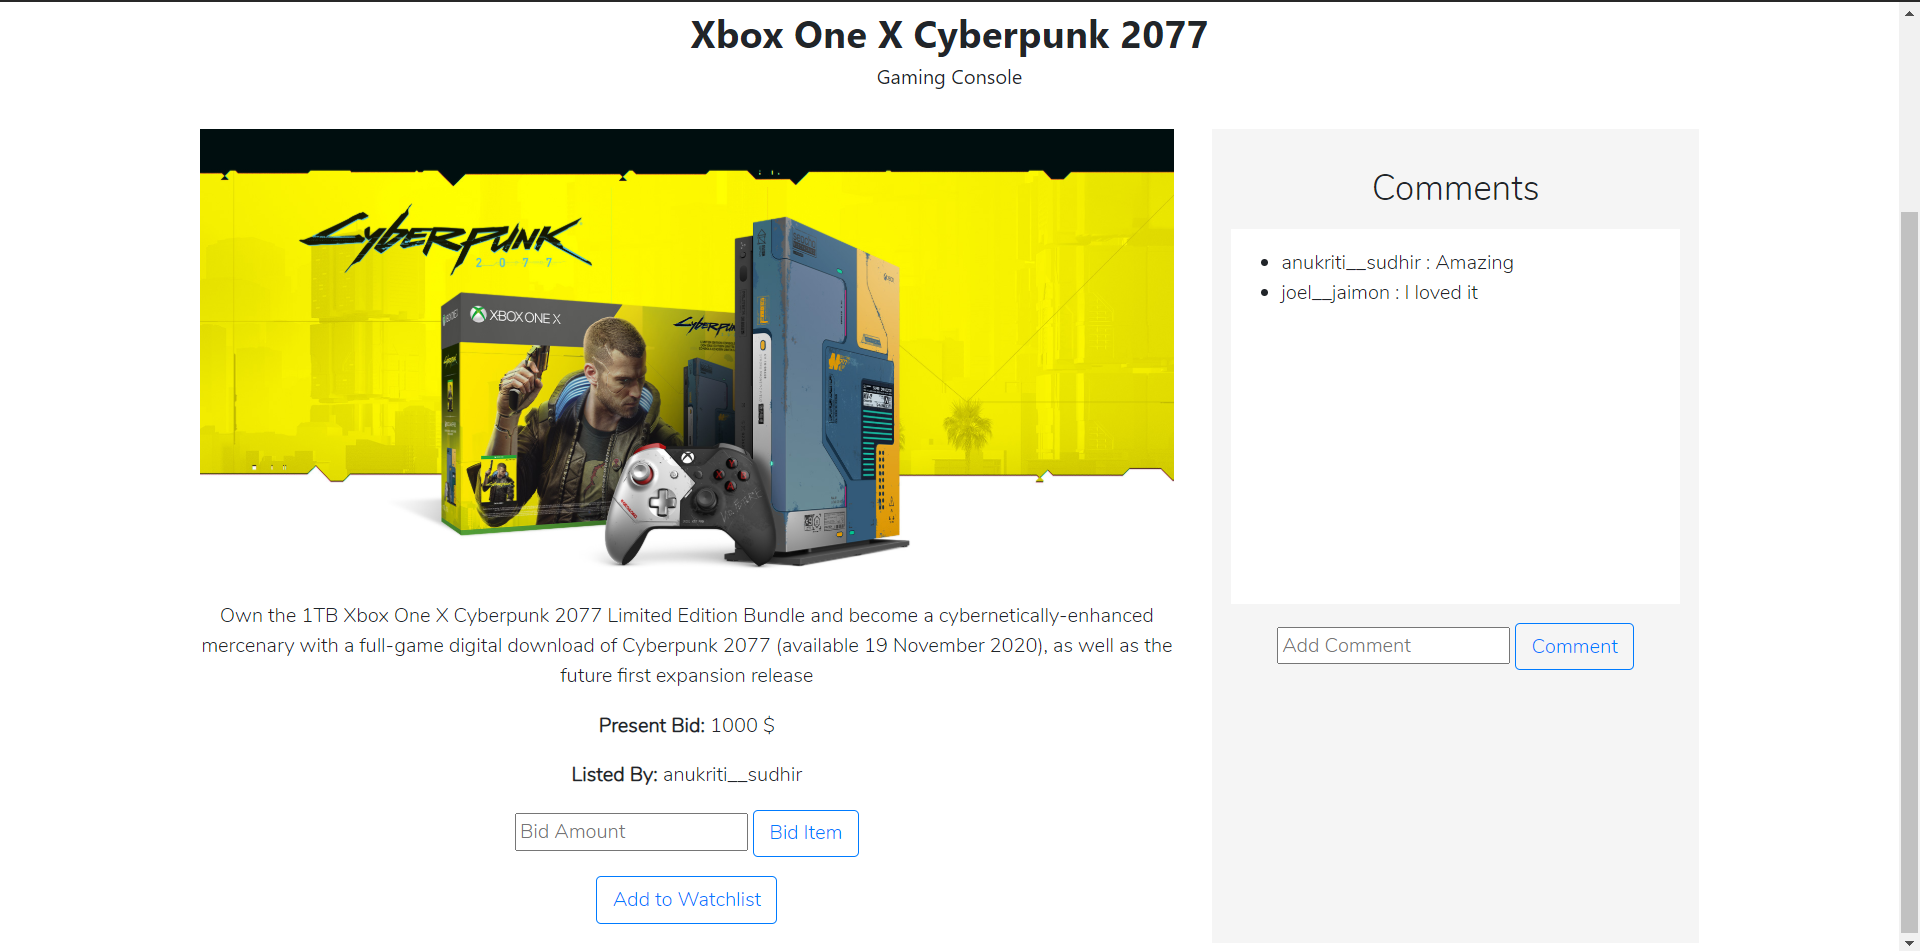 Xbox One X Cyberpunk 2077
Gaming Console
CYBERPUNK
2077
XBOX ONE X
Comments
anukriti__sudhir : Amazing
joel__jaimon : I loved it
Add Comment
Comment
Own the 1TB Xbox One X Cyberpunk 2077 Limited Edition Bundle and become a cybernetically-enhanced
mercenary with a full-game digital download of Cyberpunk 2077 (available 19 November 2020), as well as the
future first expansion release
Present Bid: 1000 $
Listed By: anukriti__sudhir
Bid Amount
Bid Item
Add to Watchlist